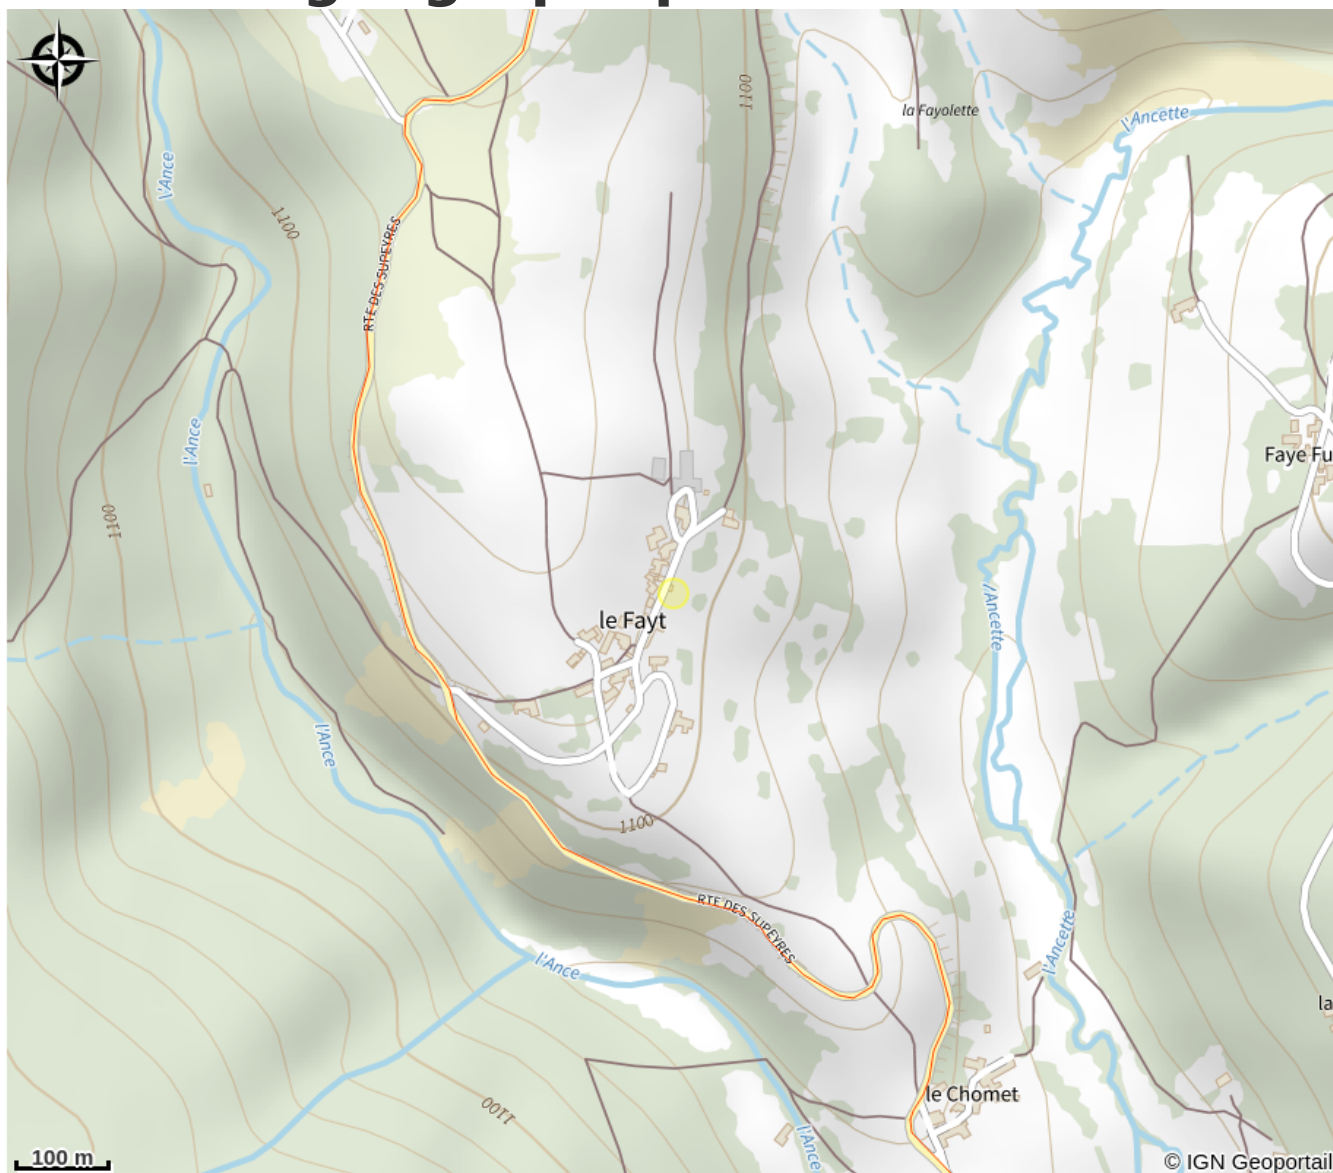 1100
la Fayolette
l'Ancette
l'Ance
1100
RTE DES SUPEYRES
l'Ance
Faye Fu
1100
l'Ancette
le Fayt
l'Ance
1100
RTE DES SUPEYRES
l'Ancette
l'Ance
la
le Chomet
1100
l'Ance
100 m
© IGN Geoportail